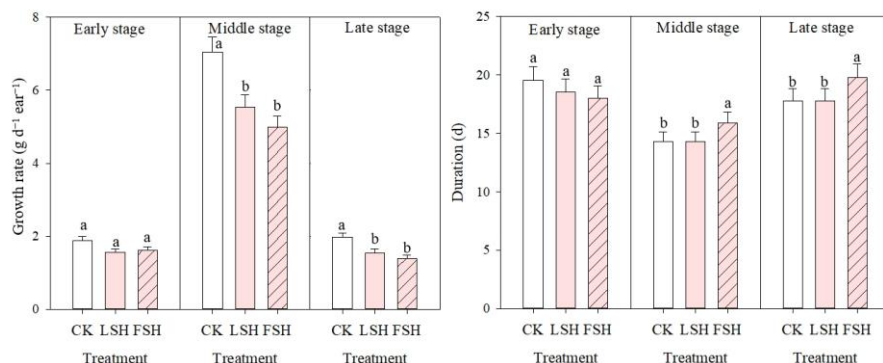 8
6
4
2
0
Growth rate (g d⁻¹ ear⁻¹)
Early stage
Middle stage
Late stage
a
a
a
a
b
b
a
b
b
CK LSH FSH
CK LSH FSH
CK LSH FSH
Treatment
Treatment
Treatment
25
20
15
10
5
0
Duration (d)
Early stage
Middle stage
Late stage
a
a
a
b
b
a
b
b
a
CK LSH FSH
CK LSH FSH
CK LSH FSH
Treatment
Treatment
Treatment